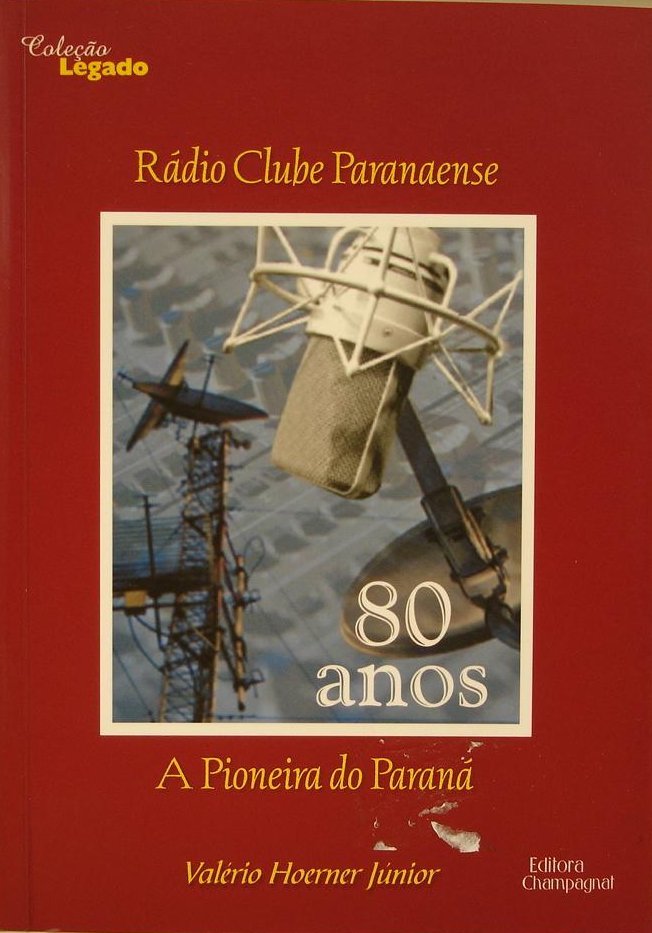 Coleção
Legado
Rádio Clube Paranaense
80
anos
A Pioneira do Paraná
Valério Hoerner Júnior
Editora
Champagnat